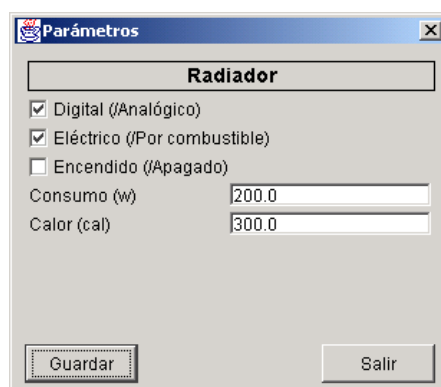 Parámetros
Radiador
Digital (/Analógico)
Eléctrico (/Por combustible)
Encendido (/Apagado)
Consumo (w) 200.0
Calor (cal) 300.0
Guardar Salir